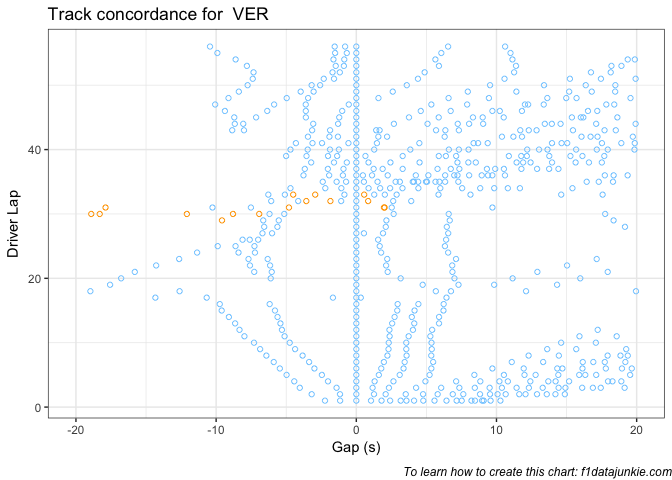 Track concordance for  VER
Driver Lap
40
20
0
-20
-10
0
10
20
Gap (s)
To learn how to create this chart: f1datajunkie.com